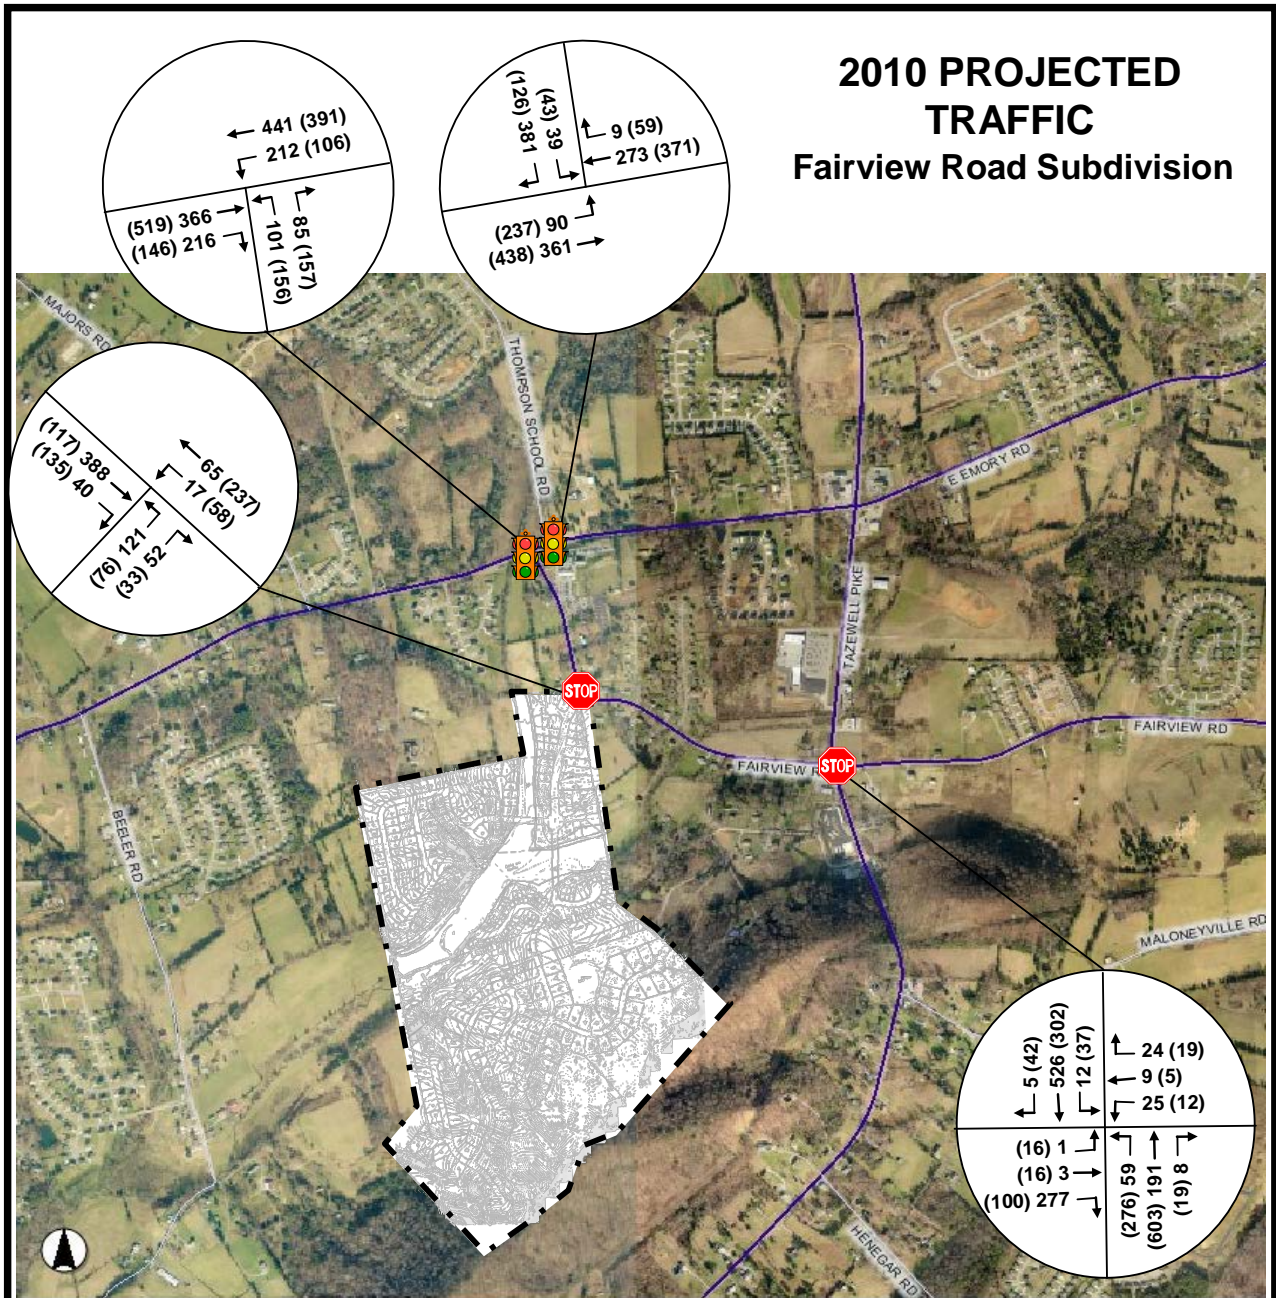 2010 PROJECTED
TRAFFIC
Fairview Road Subdivision
441 (391)
212 (106)
(519) 366
(146) 216
101 (156)
85 (157)
(126) 381
(43) 39
9 (59)
273 (371)
(237) 90
(438) 361
MAJORS RD
THOMPSON SCHOOL RD
(117) 388
(135) 40
65 (237)
17 (58)
(76) 121
(33) 52
E EMORY RD
TAZEWELL PIKE
STOP
FAIRVIEW RD
FAIRVIEW R
STOP
BEELER RD
MALONEYVILLE RD
5 (42)
526 (302)
12 (37)
24 (19)
9 (5)
25 (12)
(16) 1
(16) 3
(100) 277
(276) 59
(603) 191
(19) 8
HENEGAR RD